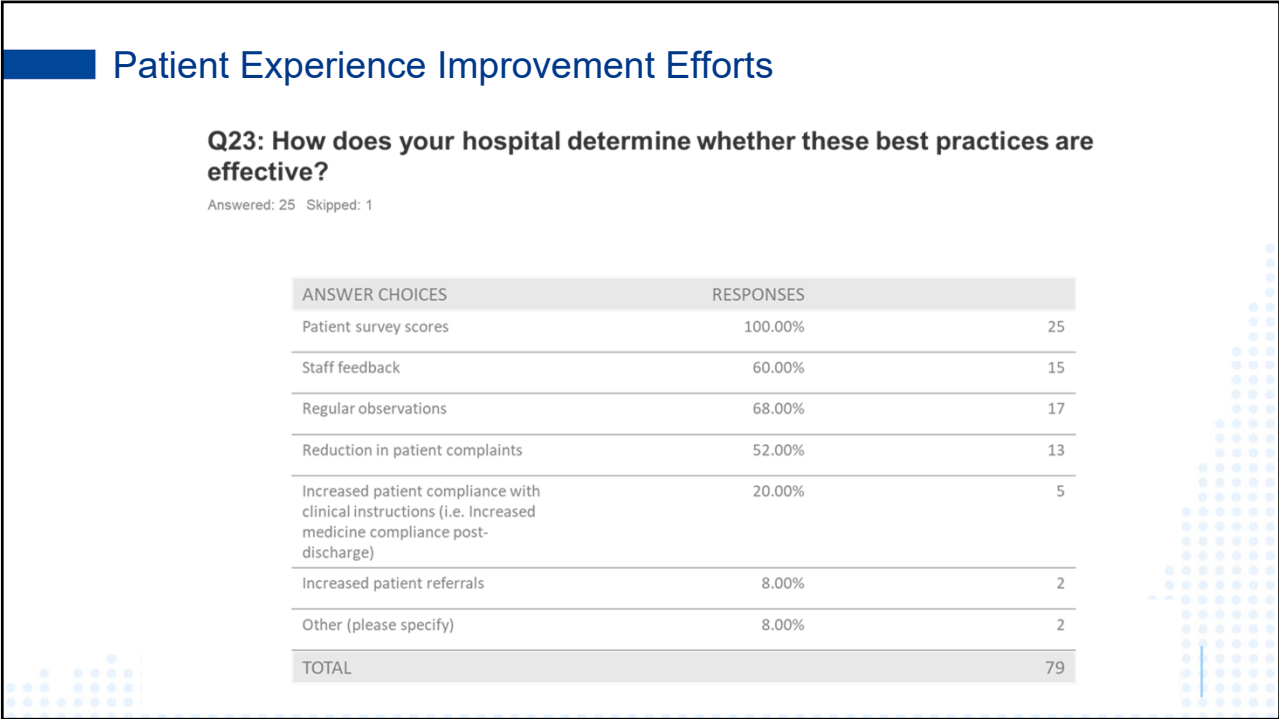 Patient Experience Improvement Efforts
Q23: How does your hospital determine whether these best practices are
effective?
Answered: 25 Skipped: 1
ANSWER CHOICES RESPONSES
Patient survey scores 100.00% 25
Staff feedback 60.00% 15
Regular observations 68.00% 17
Reduction in patient complaints 52.00% 13
Increased patient compliance with 20.00% 5
clinical instructions (i.e. Increased
medicine compliance post-
discharge)
Increased patient referrals 8.00% 2
Other (please specify) 8.00% 2
TOTAL 79